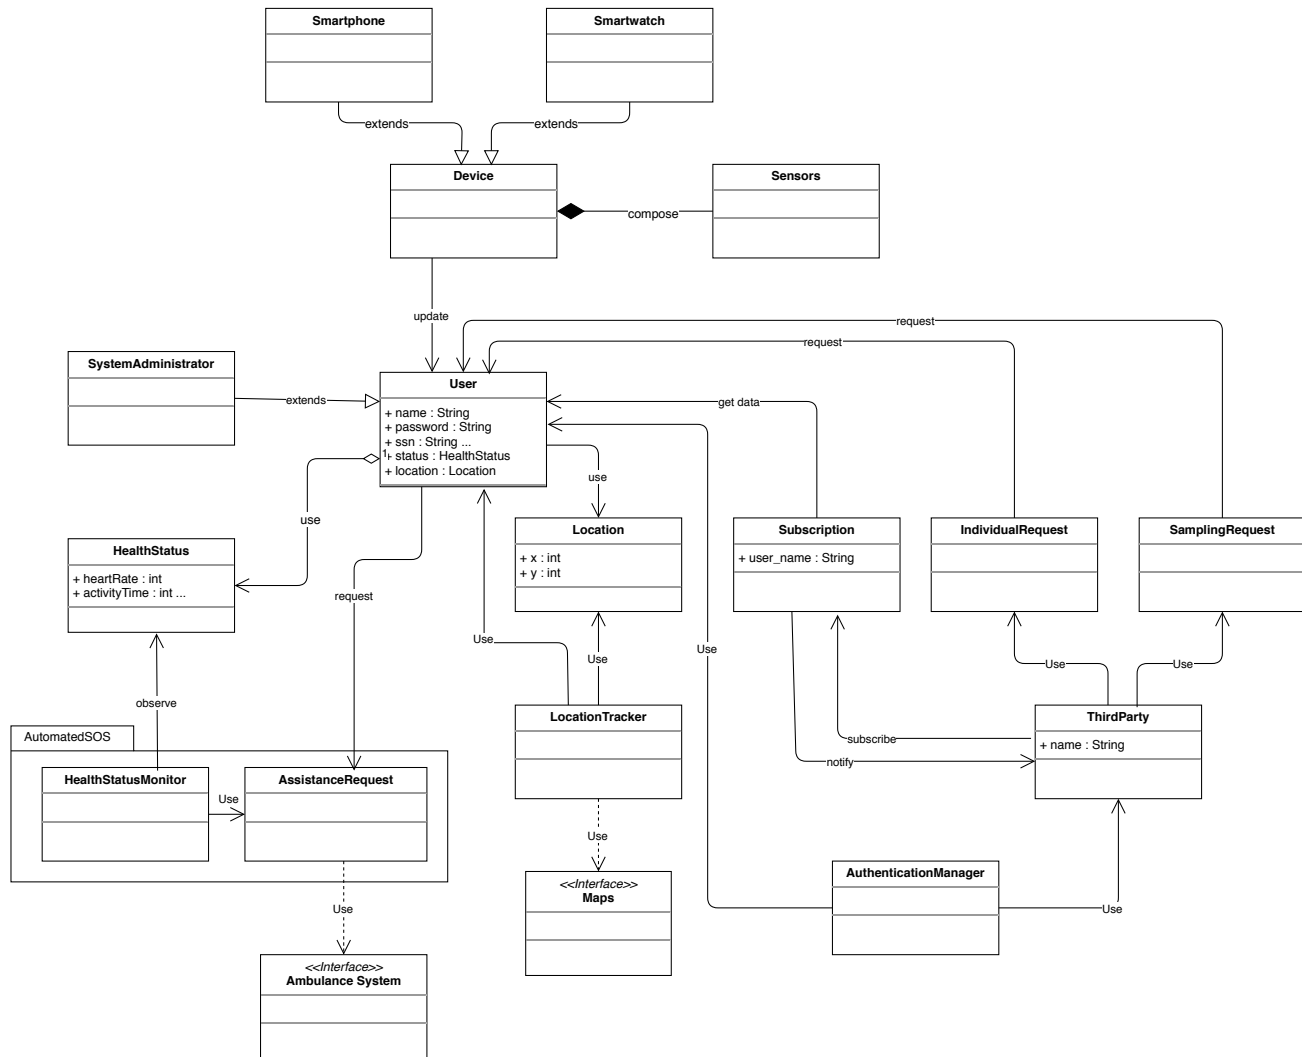 Smartphone
Smartwatch
extends
extends
Device
Sensors
compose
update
request
request
SystemAdministrator
User
extends
get data
+ name : String
+ password : String
+ ssn : String ...
1
+ status : HealthStatus
+ location : Location
use
use
Location
+ x : int
+ y : int
Subscription
+ user_name : String
IndividualRequest
SamplingRequest
HealthStatus
+ heartRate : int
+ activityTime : int ...
request
Use
Use
Use
Use
Use
observe
LocationTracker
ThirdParty
+ name : String
subscribe
notify
AutomatedSOS
HealthStatusMonitor
Use
AssistanceRequest
Use
<<Interface>>
Maps
AuthenticationManager
Use
Use
<<Interface>>
Ambulance System